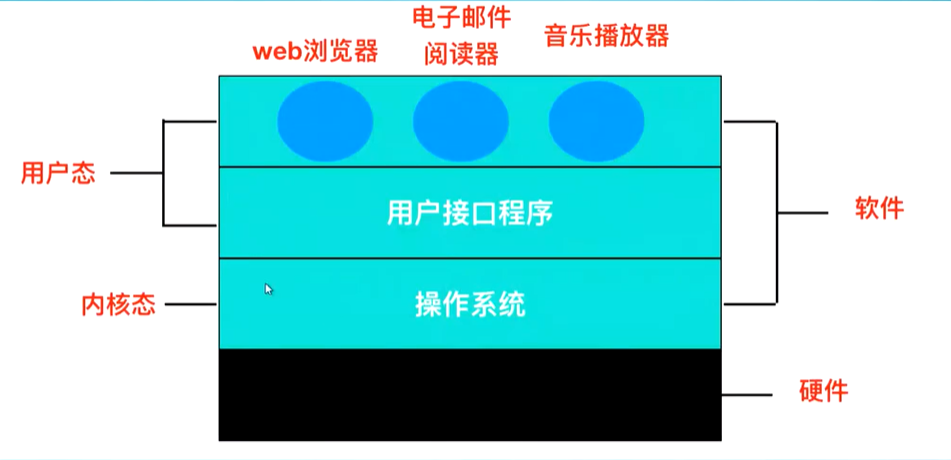 web浏览器
电子邮件
阅读器
音乐播放器
用户态
用户接口程序
软件
内核态
操作系统
硬件